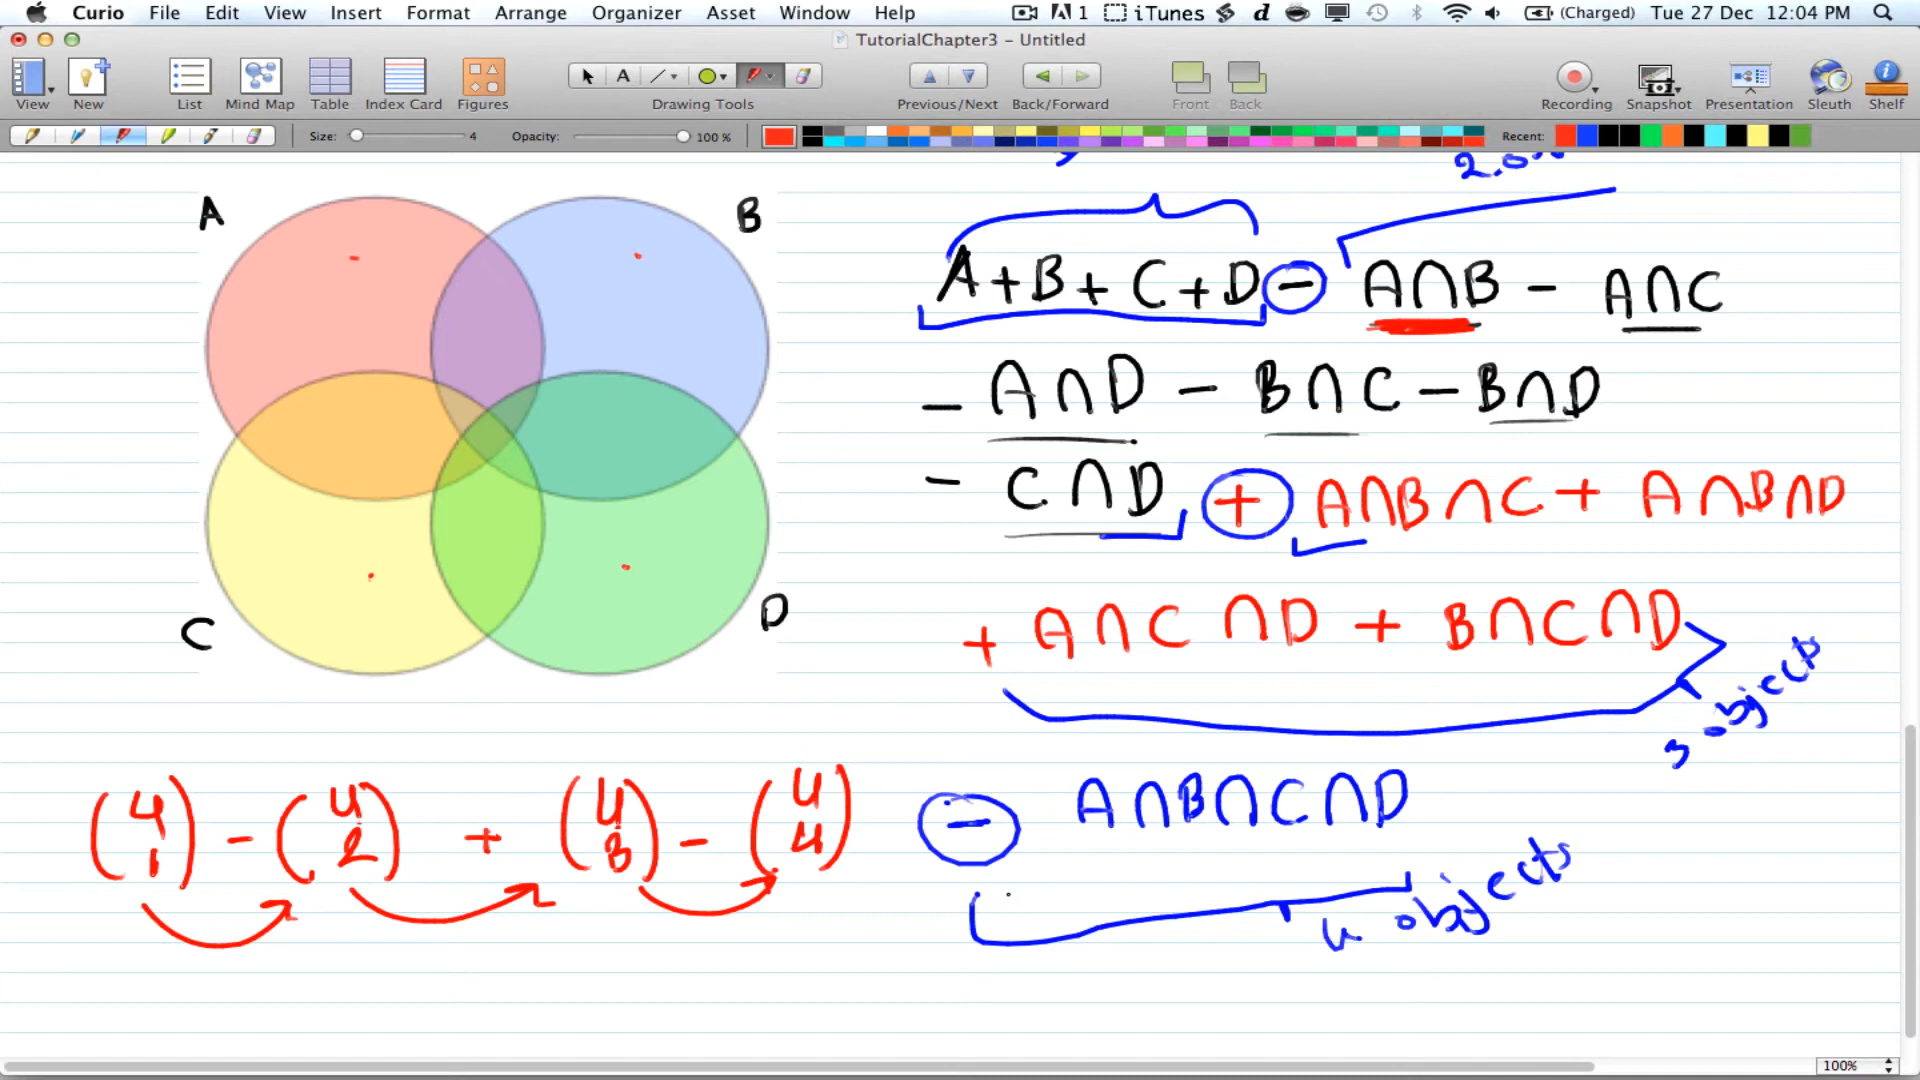 Curio File Edit View Insert Format Arrange Organizer Asset Window Help 1 iTunes d (Charged) Tue 27 Dec 12:04 PM
TutorialChapter3 – Untitled
View New List Mind Map Table Index Card Figures Drawing Tools Previous/Next Back/Forward Front Back Recording Snapshot Presentation Sleuth Shelf
Size: 4 Opacity: 100 % Recent:
A B
C D
A + B + C + D − A∩B − A∩C
− A∩D − B∩C − B∩D
− C∩D + A∩B∩C + A∩B∩D
+ A∩C∩D + B∩C∩D
3 objects
(4 1) − (4 2) + (4 3) − (4 4)
− A∩B∩C∩D
4 objects
100%